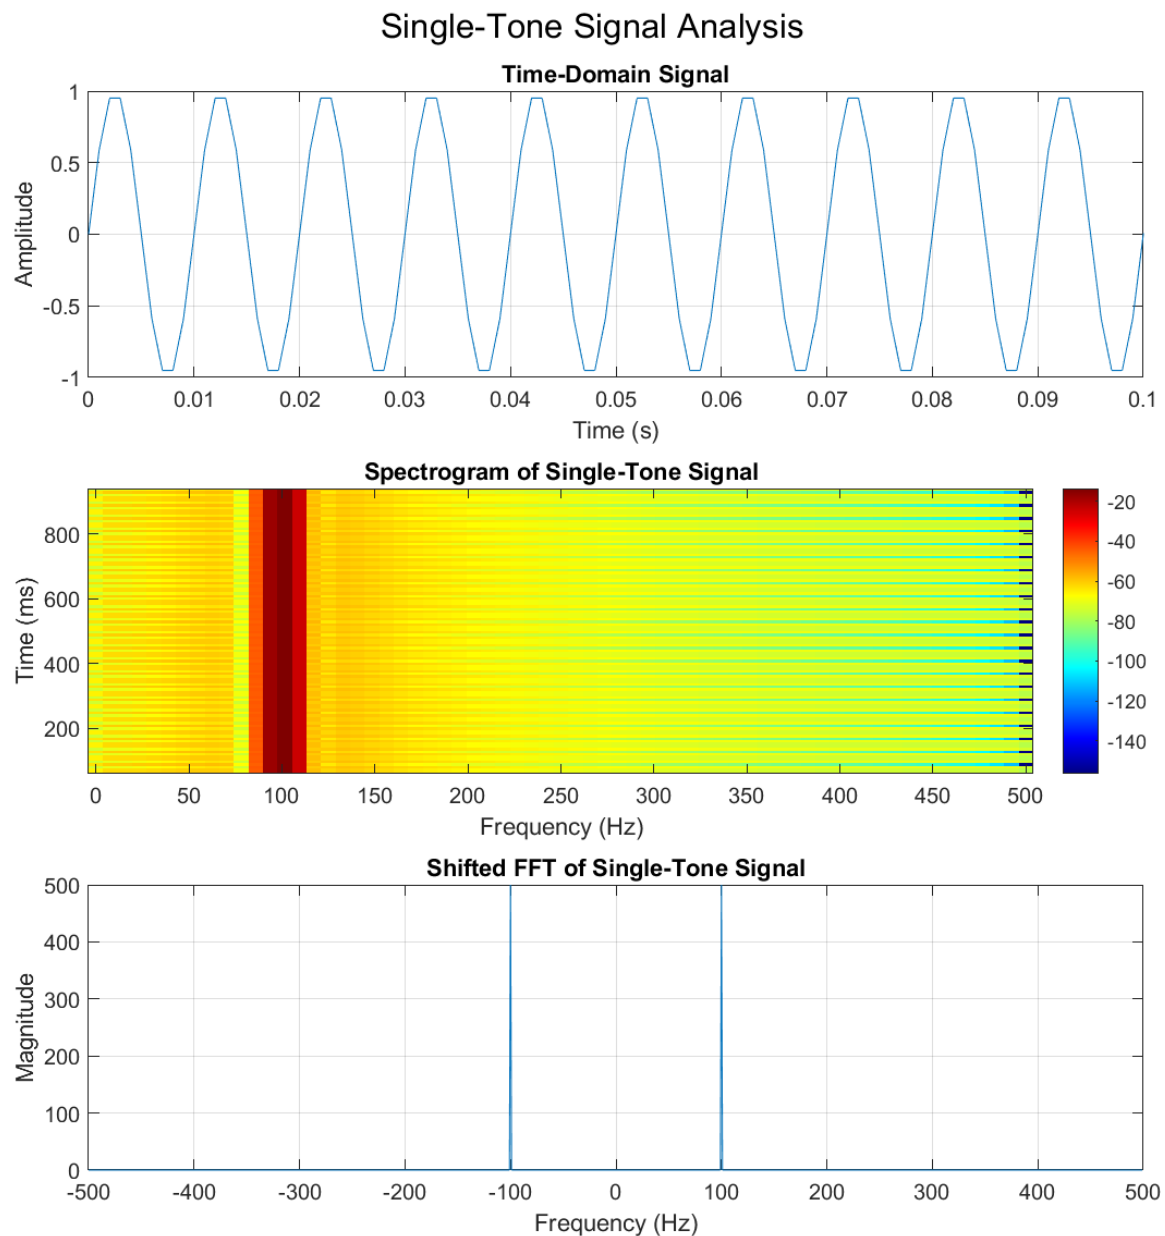 Single-Tone Signal Analysis
Time-Domain Signal
1
0.5
0
-0.5
-1
Amplitude
0 0.01 0.02 0.03 0.04 0.05 0.06 0.07 0.08 0.09 0.1
Time (s)
Spectrogram of Single-Tone Signal
800
600
400
200
Time (ms)
-20
-40
-60
-80
-100
-120
-140
0 50 100 150 200 250 300 350 400 450 500
Frequency (Hz)
Shifted FFT of Single-Tone Signal
500
400
300
200
100
0
Magnitude
-500 -400 -300 -200 -100 0 100 200 300 400 500
Frequency (Hz)